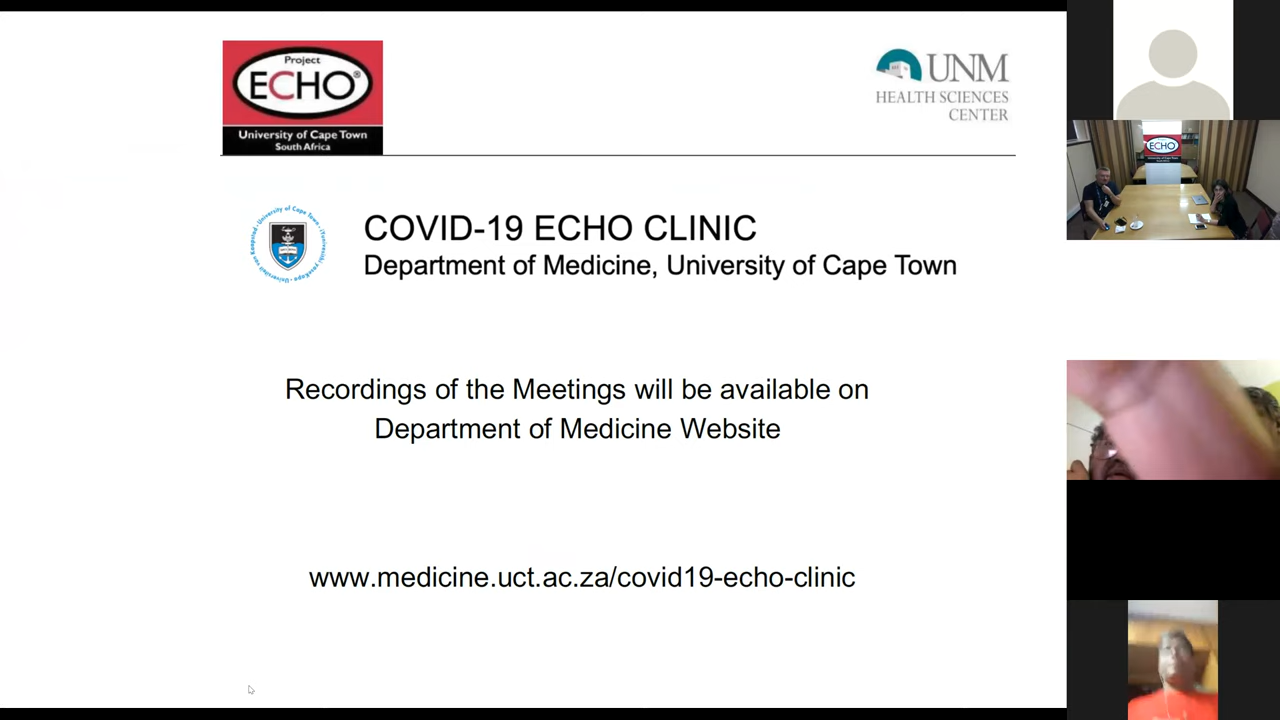 Project
ECHO®
University of Cape Town
South Africa
UNM
HEALTH SCIENCES
CENTER
COVID-19 ECHO CLINIC
Department of Medicine, University of Cape Town
Recordings of the Meetings will be available on
Department of Medicine Website
www.medicine.uct.ac.za/covid19-echo-clinic
ECHO